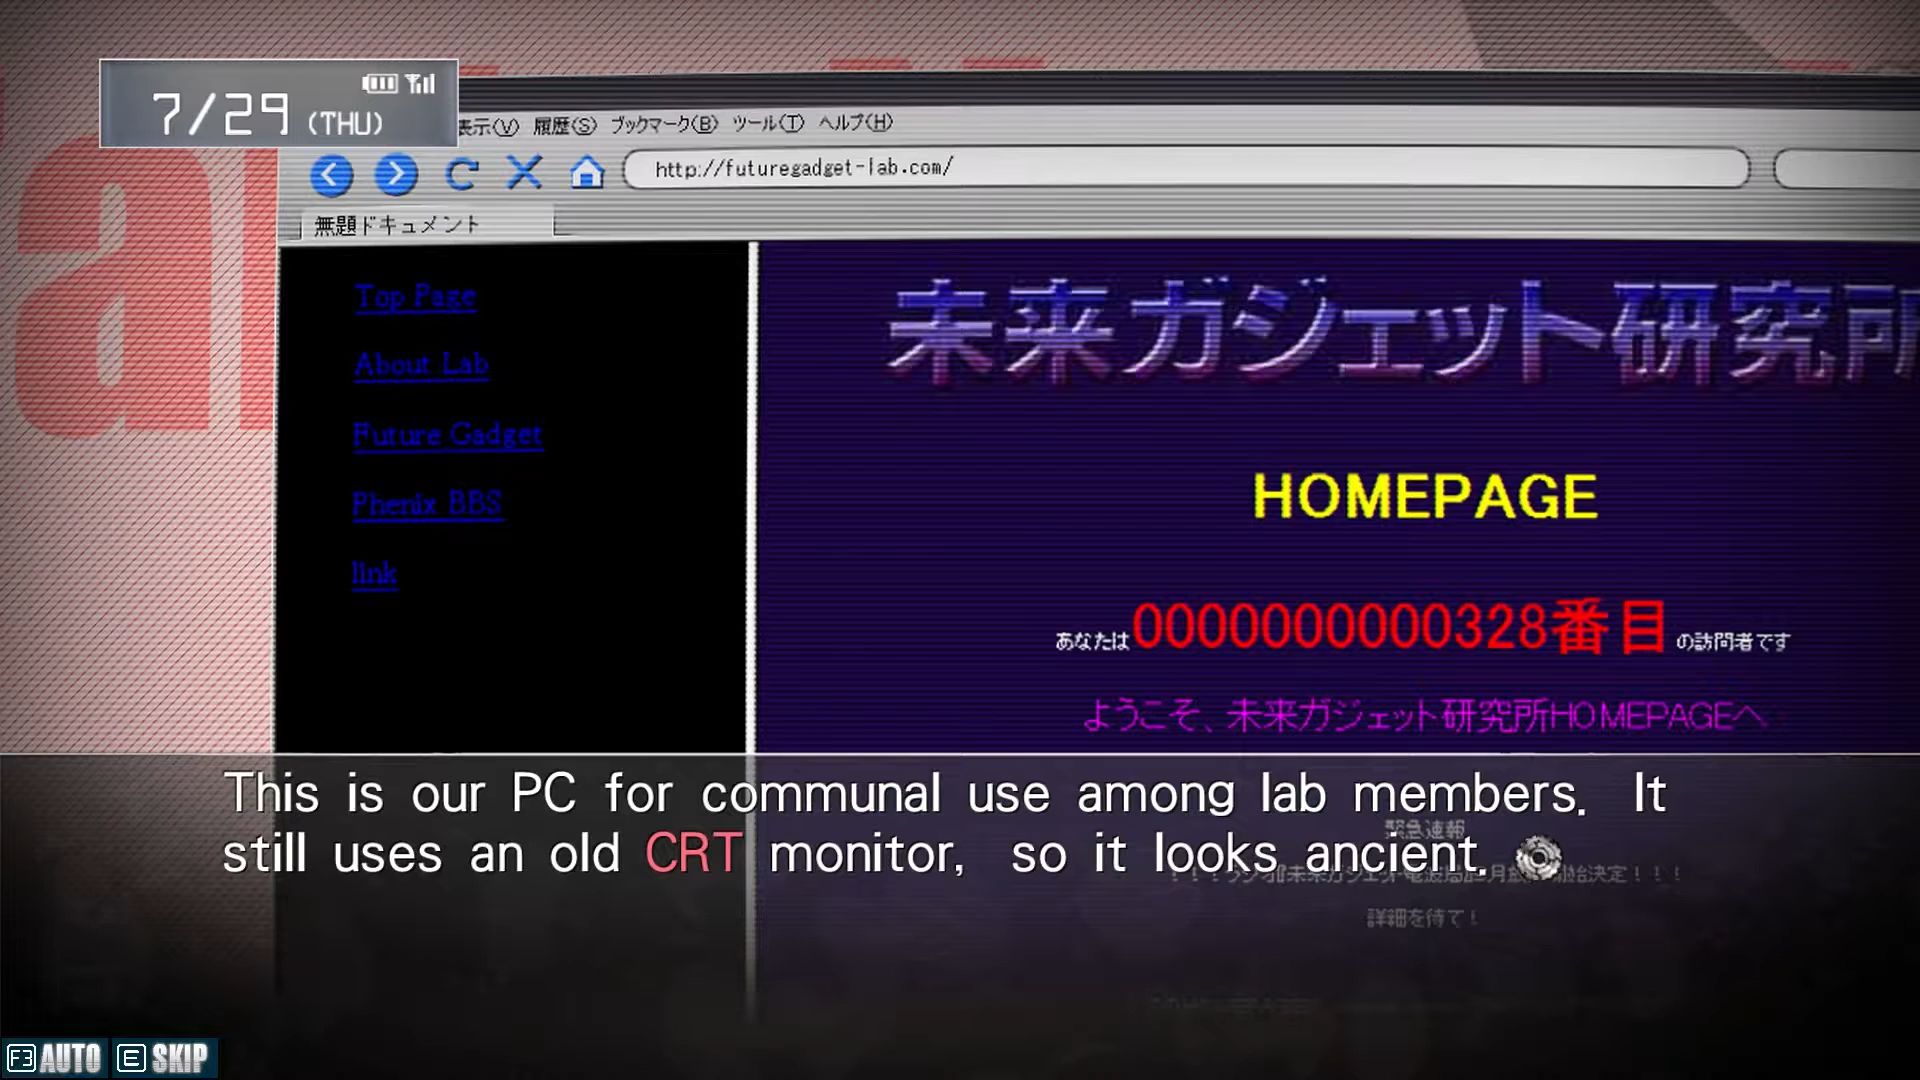 7/29 (THU)
表示(V) 履歴(S) ブックマーク(B) ツール(T) ヘルプ(H)
http://futuregadget-lab.com/
無題ドキュメント
Top Page
About Lab
Future Gadget
Phenix BBS
link
未来ガジェット研究所
HOMEPAGE
あなたは0000000000328番目の訪問者です
ようこそ、未来ガジェット研究所HOMEPAGEへ
This is our PC for communal use among lab members. It
still uses an old CRT monitor, so it looks ancient.
緊急速報
詳細を待て!
F3 AUTO E SKIP